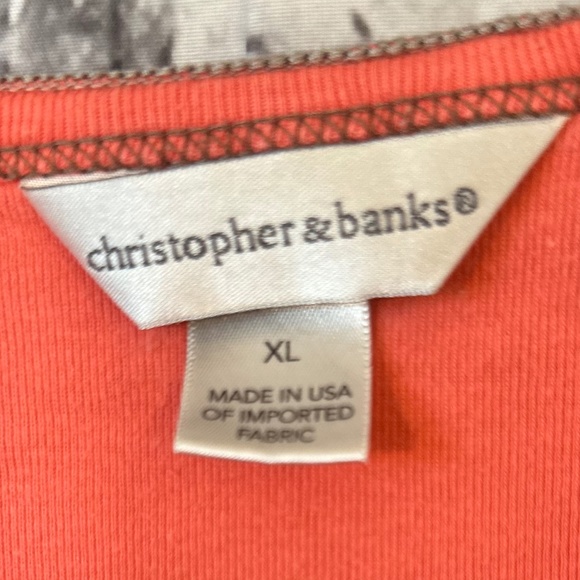 christopher & banks®
XL
MADE IN USA
OF IMPORTED
FABRIC